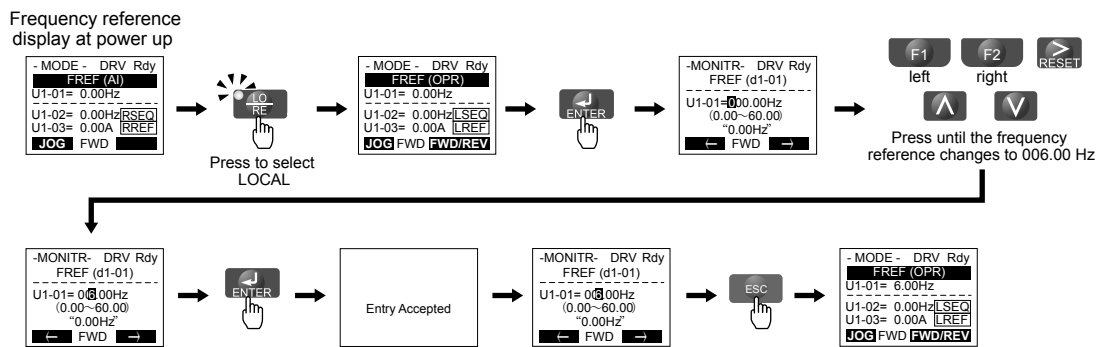 Frequency reference
display at power up
- MODE - DRV Rdy
FREF (AI)
U1-01= 0.00Hz
U1-02= 0.00Hz RSEQ
U1-03= 0.00A RREF
JOG FWD
LO
RE
Press to select
LOCAL
- MODE - DRV Rdy
FREF (OPR)
U1-01= 0.00Hz
U1-02= 0.00Hz LSEQ
U1-03= 0.00A LREF
JOG FWD FWD/REV
ENTER
-MONITR- DRV Rdy
FREF (d1-01)
U1-01=000.00Hz
(0.00~60.00)
“0.00Hz”
← FWD →
F1
left
F2
right
>
RESET
Λ
V
Press until the frequency
reference changes to 006.00 Hz
-MONITR- DRV Rdy
FREF (d1-01)
U1-01= 006.00Hz
(0.00~60.00)
“0.00Hz”
← FWD →
ENTER
Entry Accepted
-MONITR- DRV Rdy
FREF (d1-01)
U1-01= 006.00Hz
(0.00~60.00)
“0.00Hz”
← FWD →
ESC
- MODE - DRV Rdy
FREF (OPR)
U1-01= 6.00Hz
U1-02= 0.00Hz LSEQ
U1-03= 0.00A LREF
JOG FWD FWD/REV